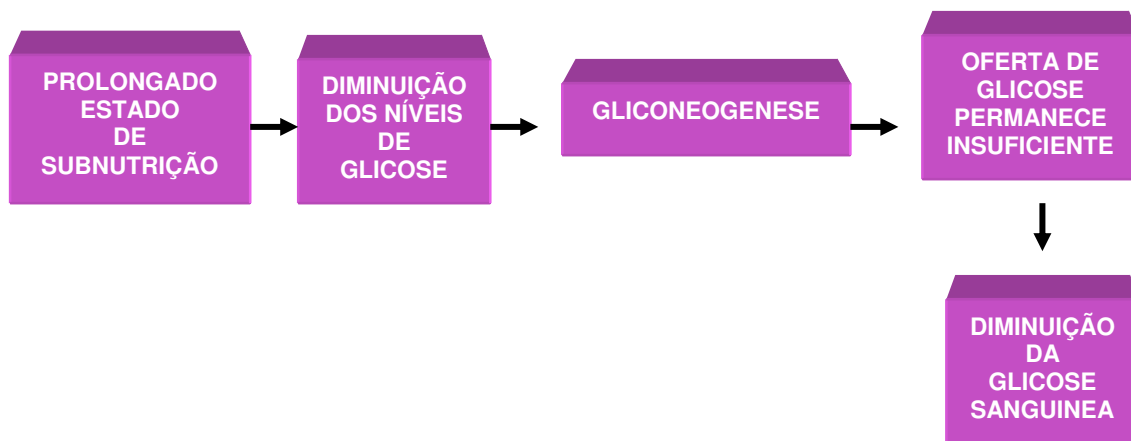 PROLONGADO
ESTADO
DE
SUBNUTRIÇÃO
DIMINUIÇÃO
DOS NÍVEIS
DE
GLICOSE
GLICONEOGENESE
OFERTA DE
GLICOSE
PERMANECE
INSUFICIENTE
DIMINUIÇÃO
DA
GLICOSE
SANGUINEA